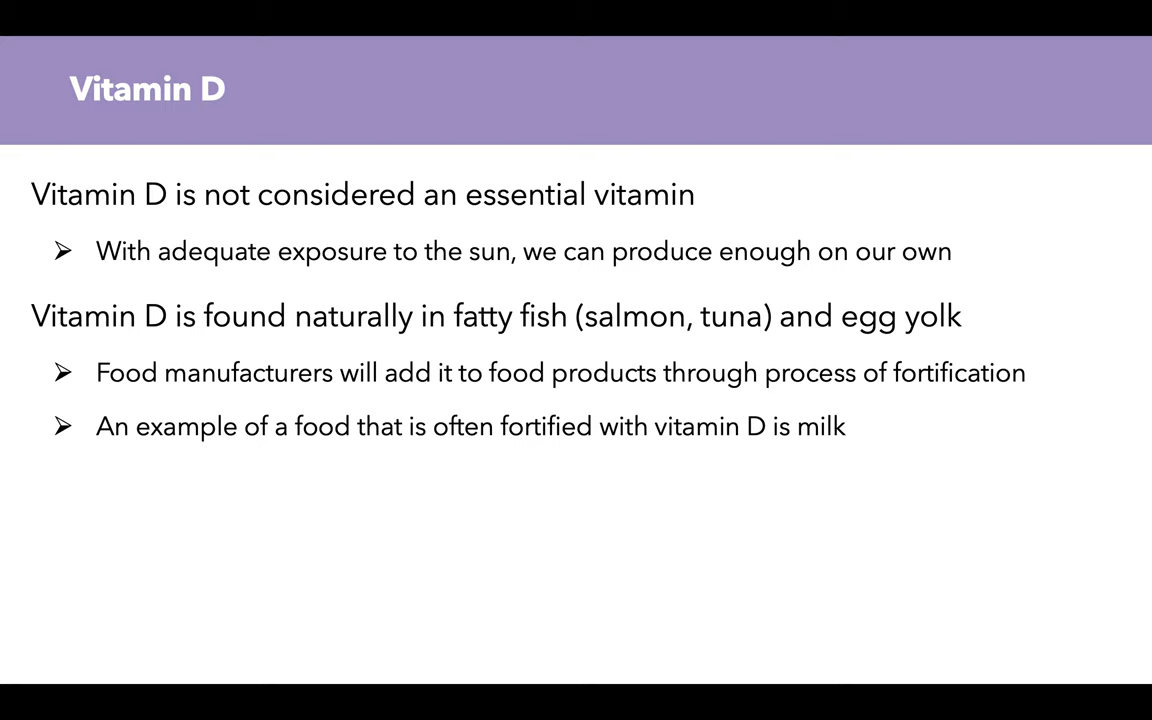 Vitamin D
Vitamin D is not considered an essential vitamin
➢ With adequate exposure to the sun, we can produce enough on our own
Vitamin D is found naturally in fatty fish (salmon, tuna) and egg yolk
➢ Food manufacturers will add it to food products through process of fortification
➢ An example of a food that is often fortified with vitamin D is milk